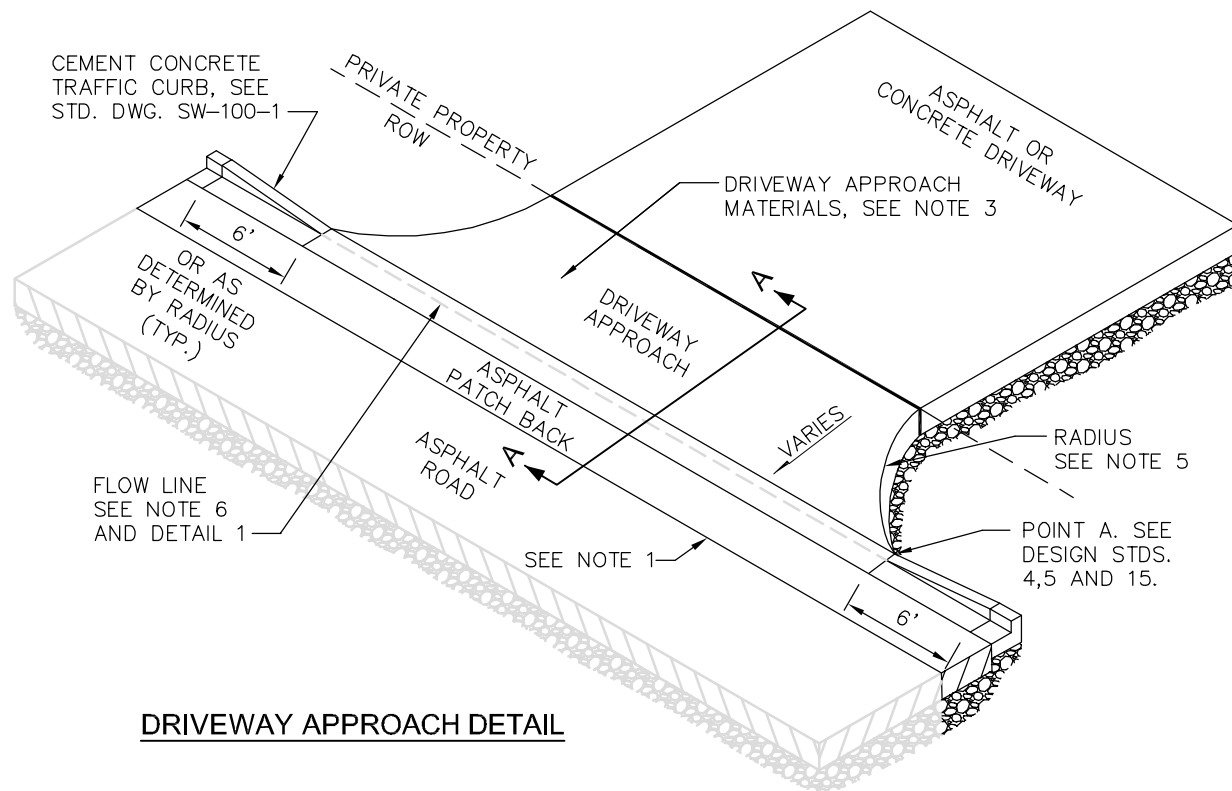 CEMENT CONCRETE
TRAFFIC CURB, SEE
STD. DWG. SW-100-1
PRIVATE PROPERTY
ROW
ASPHALT OR
CONCRETE DRIVEWAY
DRIVEWAY APPROACH
MATERIALS, SEE NOTE 3
6'
OR AS
DETERMINED
BY RADIUS
(TYP.)
A
DRIVEWAY
APPROACH
ASPHALT
PATCH BACK
VARIES
A
ASPHALT
ROAD
RADIUS
SEE NOTE 5
FLOW LINE
SEE NOTE 6
AND DETAIL 1
SEE NOTE 1
POINT A. SEE
DESIGN STDS.
4,5 AND 15.
6'
DRIVEWAY APPROACH DETAIL